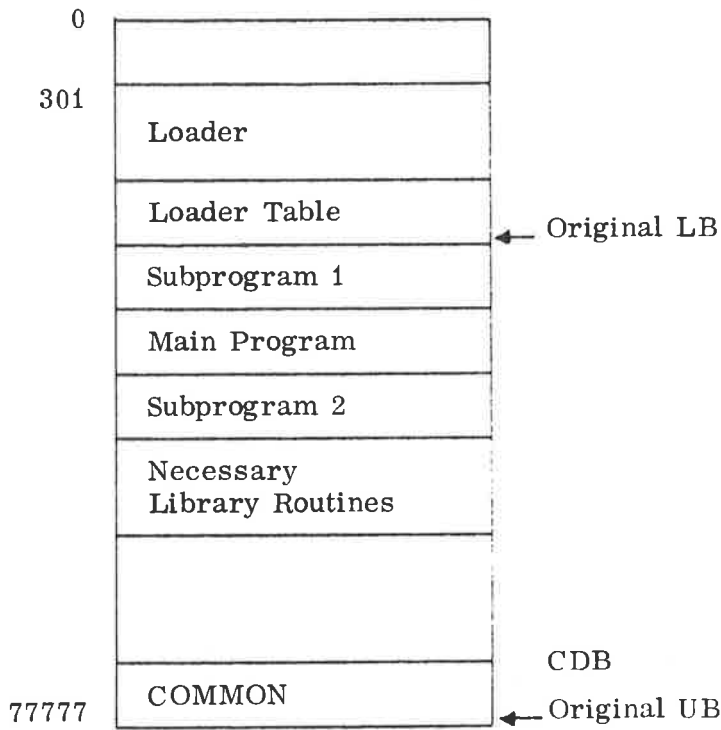 0
301
Loader
Loader Table
Original LB
Subprogram 1
Main Program
Subprogram 2
Necessary
Library Routines
CDB
COMMON
77777
Original UB